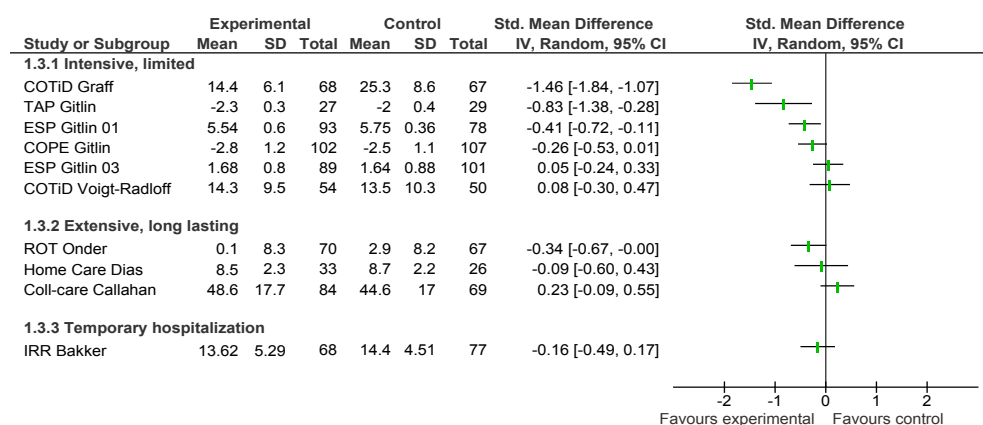 Experimental Control Std. Mean Difference Std. Mean Difference
Study or Subgroup Mean SD Total Mean SD Total IV, Random, 95% CI IV, Random, 95% CI
1.3.1 Intensive, limited
COTiD Graff 14.4 6.1 68 25.3 8.6 67 -1.46 [-1.84, -1.07]
TAP Gitlin -2.3 0.3 27 -2 0.4 29 -0.83 [-1.38, -0.28]
ESP Gitlin 01 5.54 0.6 93 5.75 0.36 78 -0.41 [-0.72, -0.11]
COPE Gitlin -2.8 1.2 102 -2.5 1.1 107 -0.26 [-0.53, 0.01]
ESP Gitlin 03 1.68 0.8 89 1.64 0.88 101 0.05 [-0.24, 0.33]
COTiD Voigt-Radloff 14.3 9.5 54 13.5 10.3 50 0.08 [-0.30, 0.47]
1.3.2 Extensive, long lasting
ROT Onder 0.1 8.3 70 2.9 8.2 67 -0.34 [-0.67, -0.00]
Home Care Dias 8.5 2.3 33 8.7 2.2 26 -0.09 [-0.60, 0.43]
Coll-care Callahan 48.6 17.7 84 44.6 17 69 0.23 [-0.09, 0.55]
1.3.3 Temporary hospitalization
IRR Bakker 13.62 5.29 68 14.4 4.51 77 -0.16 [-0.49, 0.17]
-2 -1 0 1 2
Favours experimental Favours control